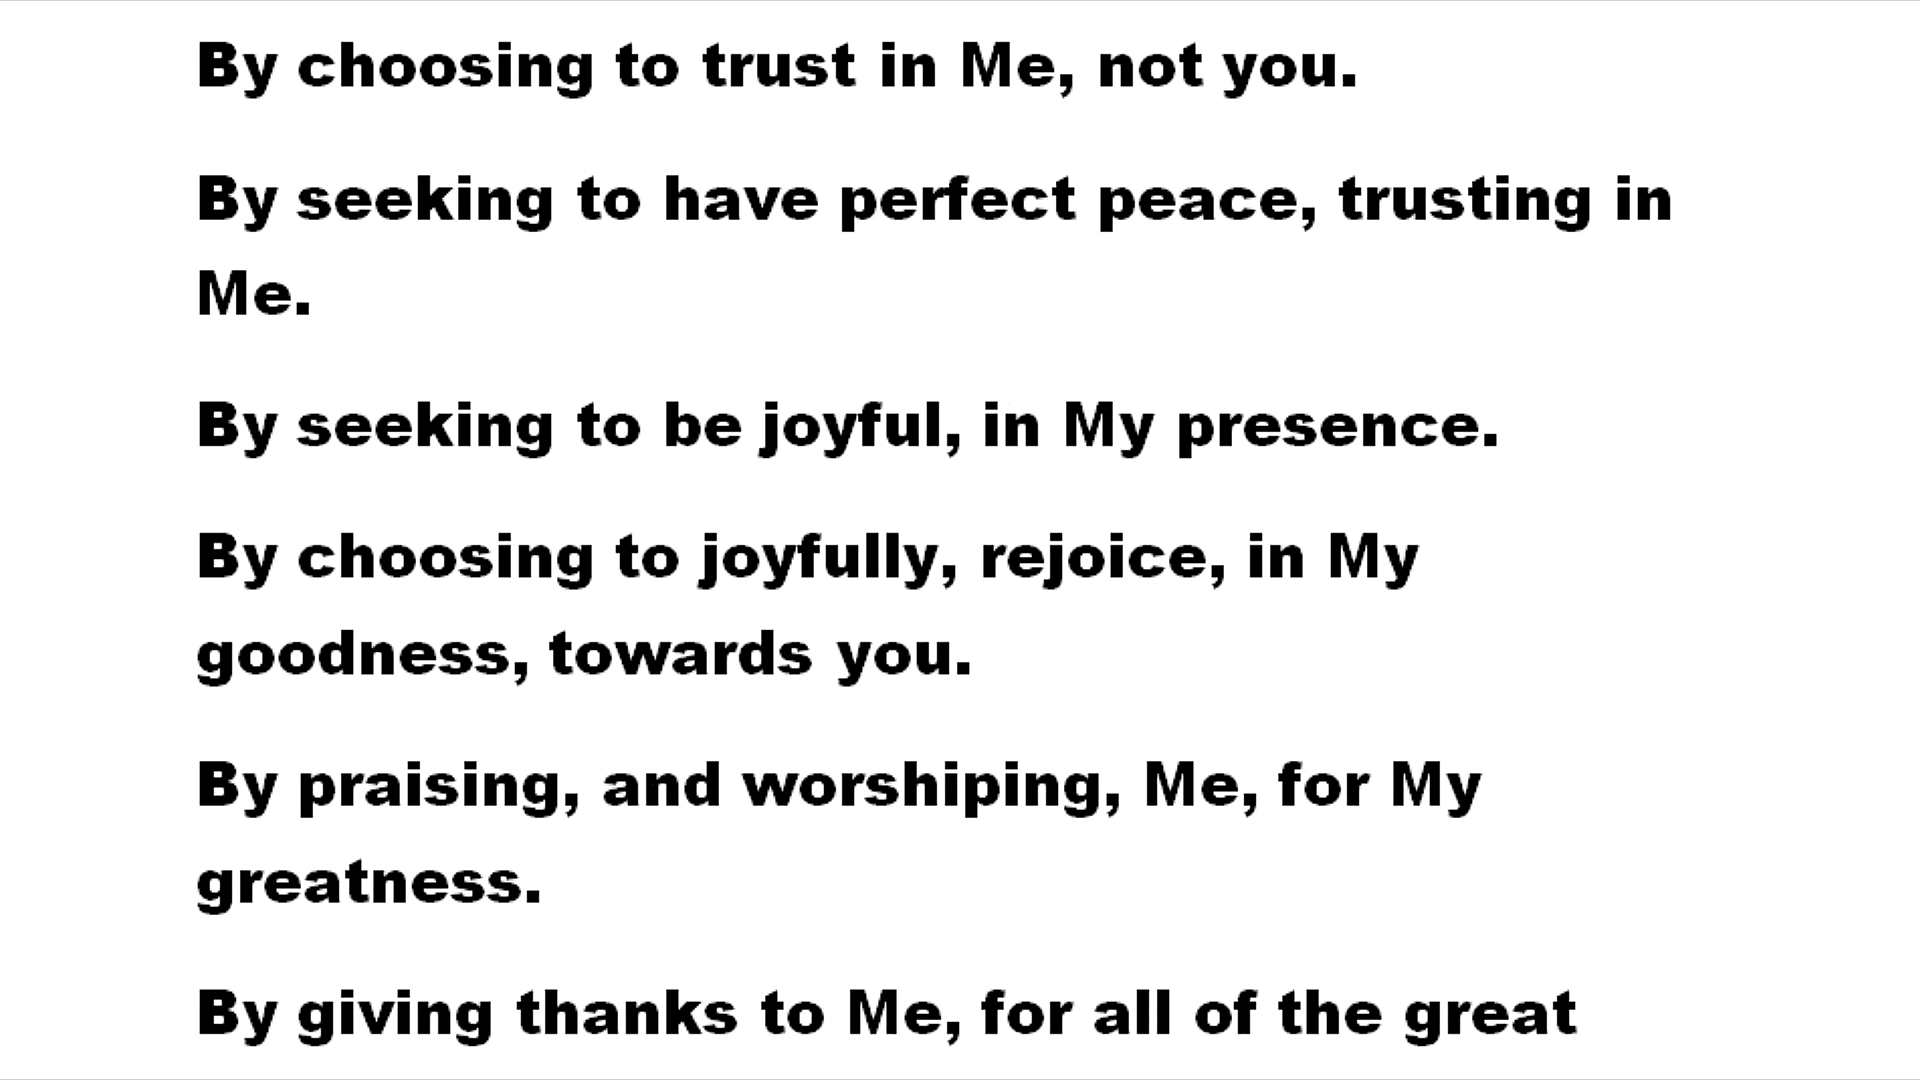 By choosing to trust in Me, not you.
By seeking to have perfect peace, trusting in
Me.
By seeking to be joyful, in My presence.
By choosing to joyfully, rejoice, in My
goodness, towards you.
By praising, and worshiping, Me, for My
greatness.
By giving thanks to Me, for all of the great